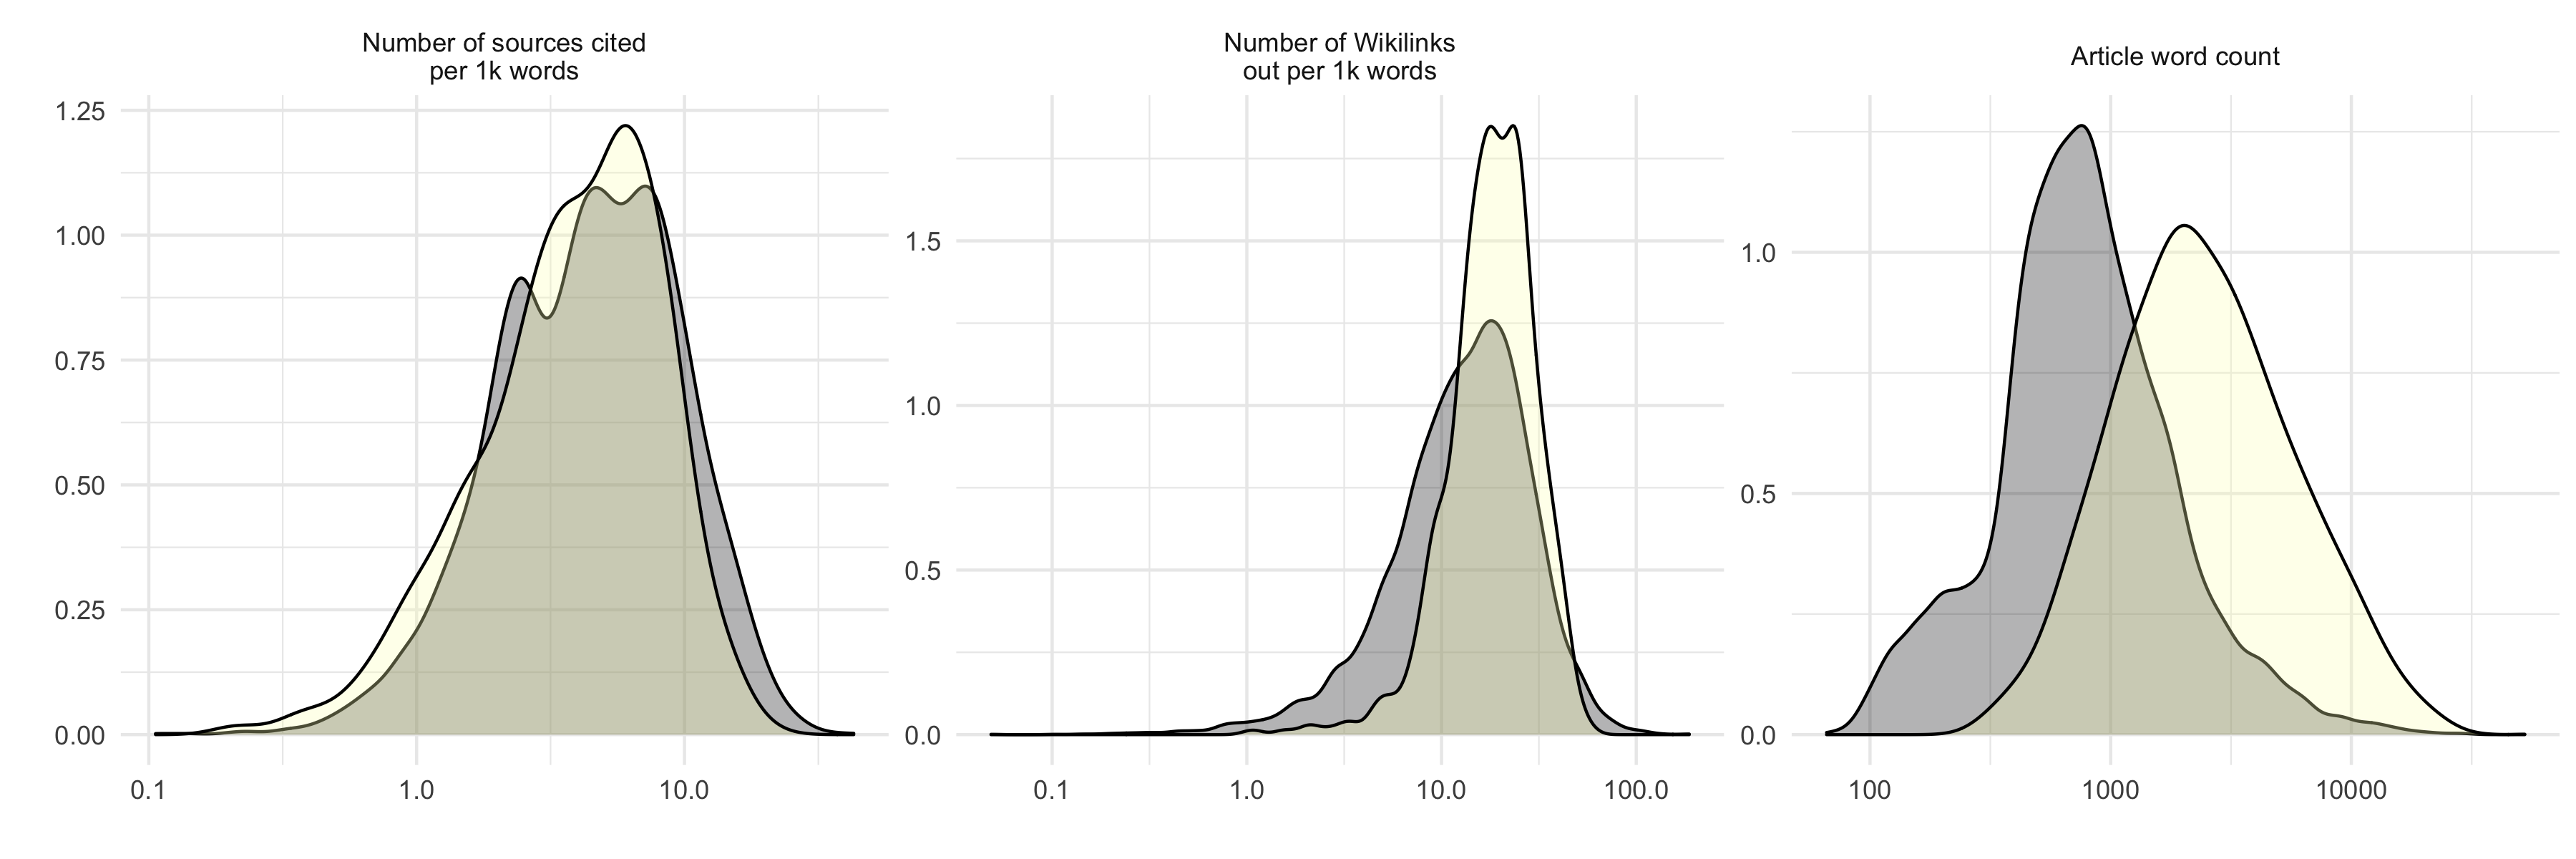 Number of sources cited
per 1k words
1.25
1.00
0.75
0.50
0.25
0.00
0.1 1.0 10.0
Number of Wikilinks
out per 1k words
1.5
1.0
0.5
0.0
0.1 1.0 10.0 100.0
Article word count
1.0
0.5
0.0
100 1000 10000